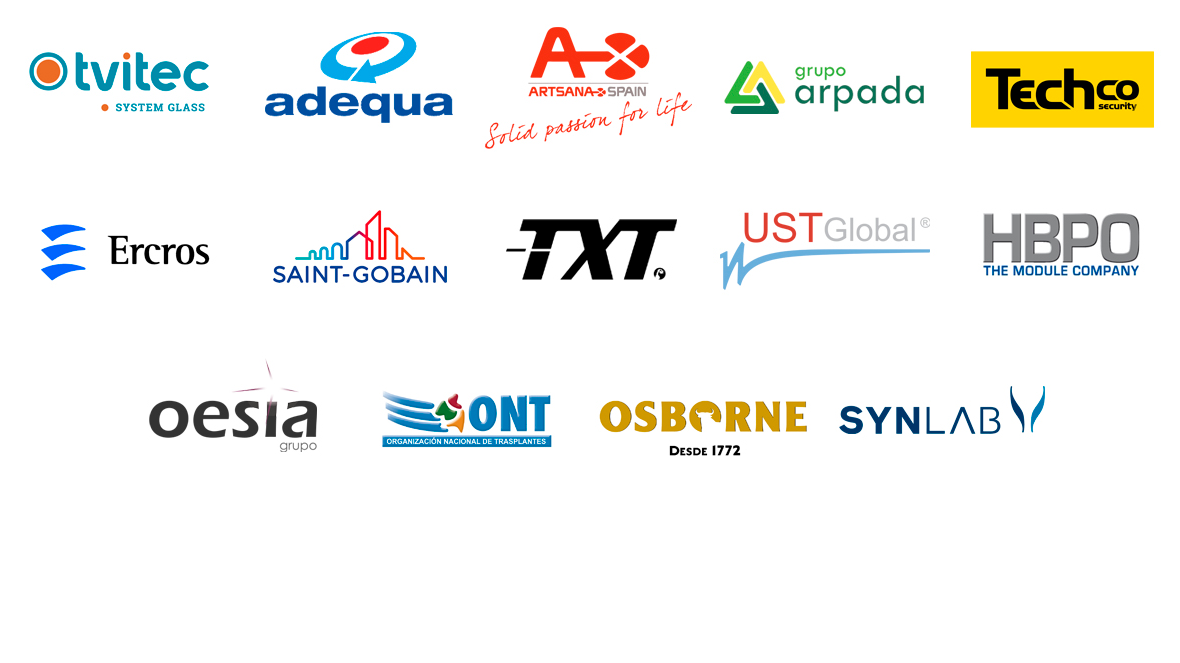 tvitec
SYSTEM GLASS
adequa
A
ARTSANA SPAIN
Solid passion for life
grupo
arpada
Techco
security
Ercros
SAINT-GOBAIN
TXT
USTGlobal®
HBPO
THE MODULE COMPANY
oesia
grupo
ONT
ORGANIZACIÓN NACIONAL DE TRASPLANTES
OSBORNE
DESDE 1772
SYNLAB